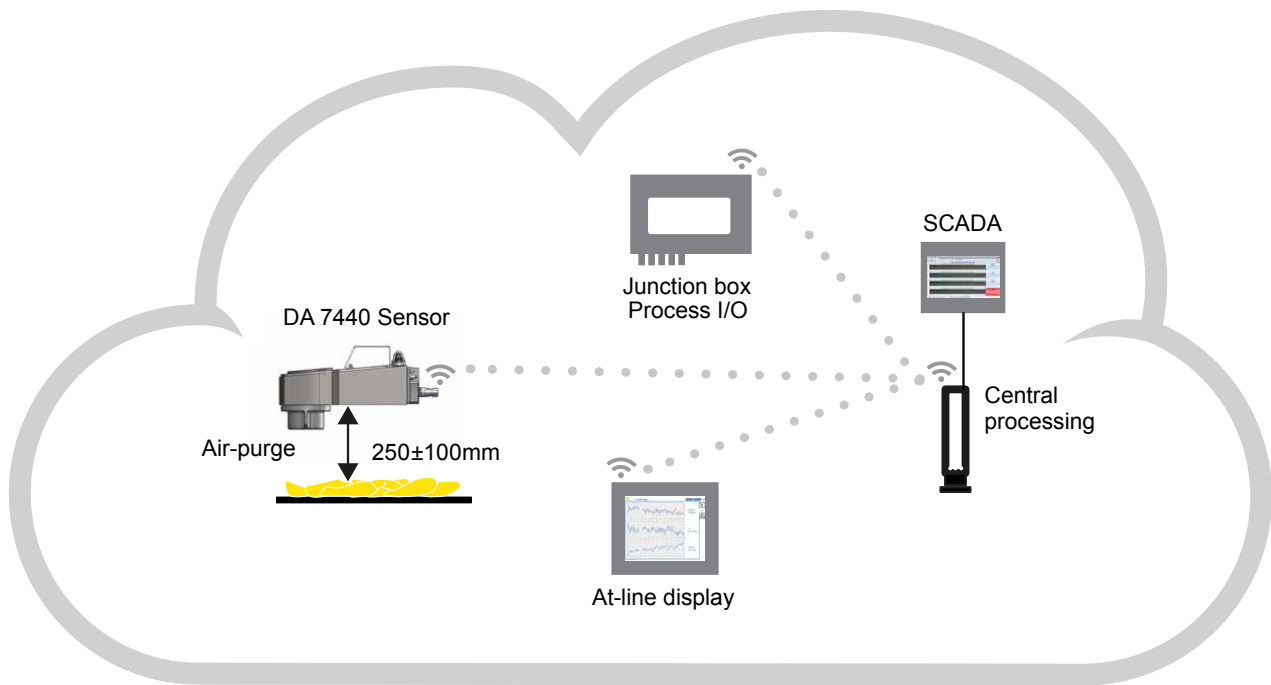 SCADA
Junction box
Process I/O
DA 7440 Sensor
Central
processing
Air-purge
250±100mm
At-line display